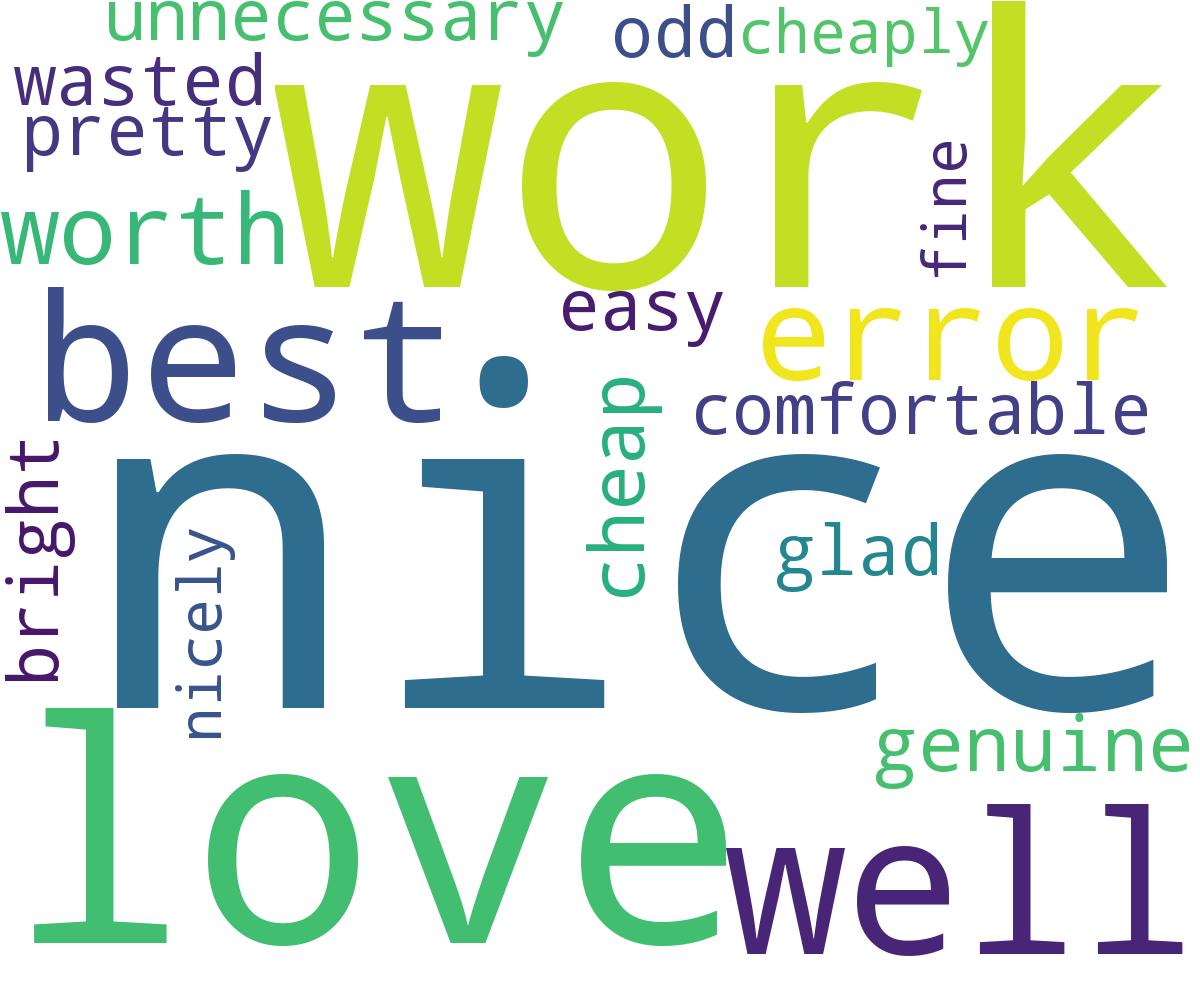 unnecessary
odd
cheaply
wasted
work
pretty
fine
worth
easy
best
error
comfortable
cheap
bright
nice
glad
nicely
love
genuine
well